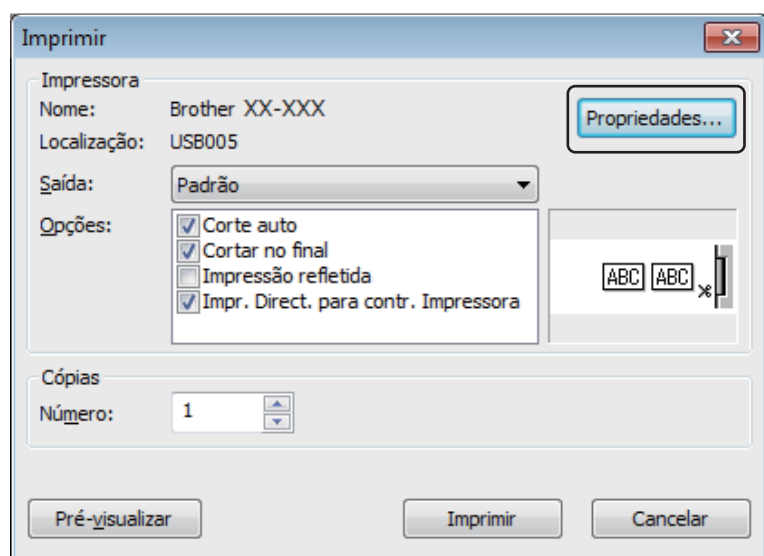 Imprimir
Impressora
Nome: Brother XX-XXX
Propriedades...
Localização: USB005
Saída: Padrão
Opções:
Corte auto
Cortar no final
Impressão refletida
Impr. Direct. para contr. Impressora
ABC ABC
Cópias
Número: 1
Pré-visualizar Imprimir Cancelar